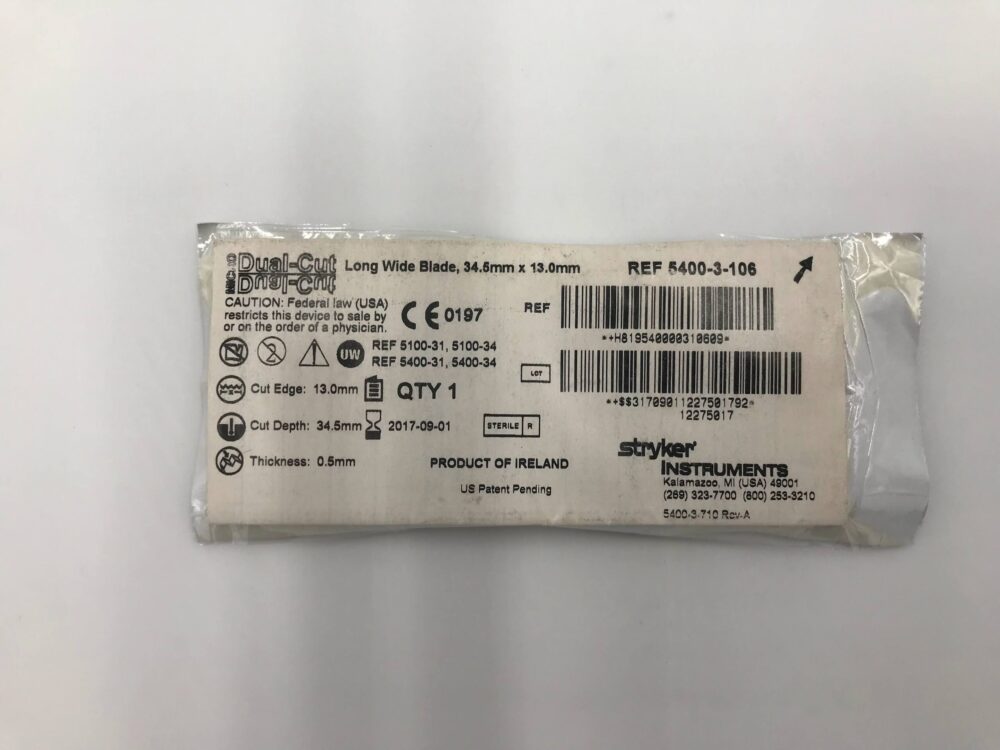 MICRO Dual-Cut Long Wide Blade, 34.5mm x 13.0mm REF 5400-3-106
Dual-Cut
CAUTION: Federal law (USA)
restricts this device to sale by
or on the order of a physician.
CE 0197
REF
*+H819540000310609*
UW
REF 5100-31, 5100-34
REF 5400-31, 5400-34
LOT
*+$$31709011227501792*
12275017
Cut Edge: 13.0mm QTY 1
Cut Depth: 34.5mm 2017-09-01
STERILE R
Thickness: 0.5mm
PRODUCT OF IRELAND
US Patent Pending
stryker
INSTRUMENTS
Kalamazoo, MI (USA) 49001
(269) 323-7700 (800) 253-3210
5400-3-710 Rev-A